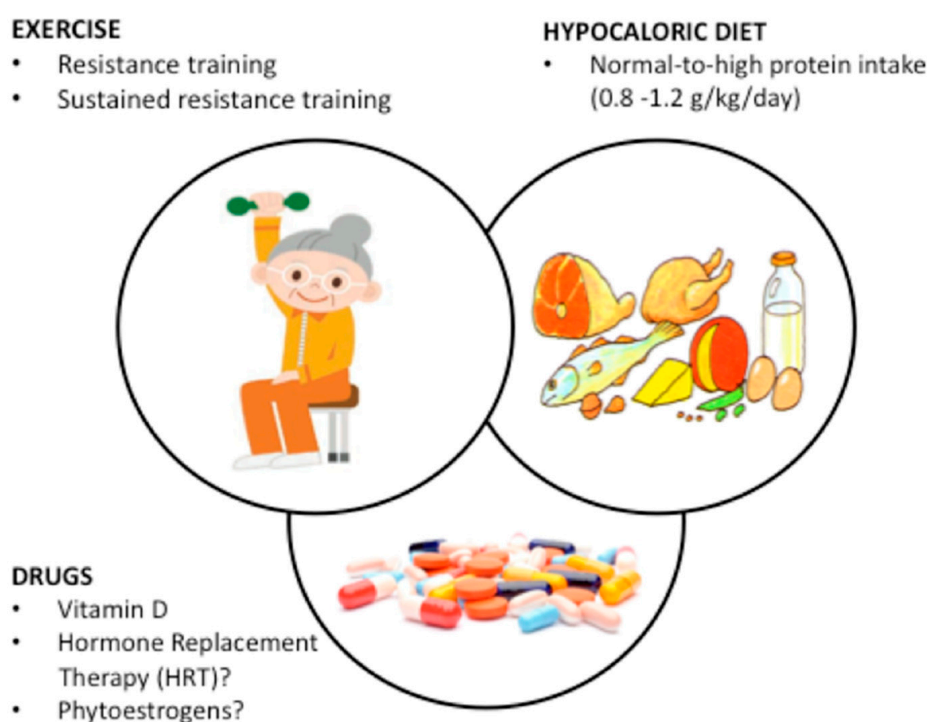 EXERCISE
• Resistance training
• Sustained resistance training
HYPOCALORIC DIET
• Normal-to-high protein intake
(0.8 -1.2 g/kg/day)
DRUGS
• Vitamin D
• Hormone Replacement
Therapy (HRT)?
• Phytoestrogens?